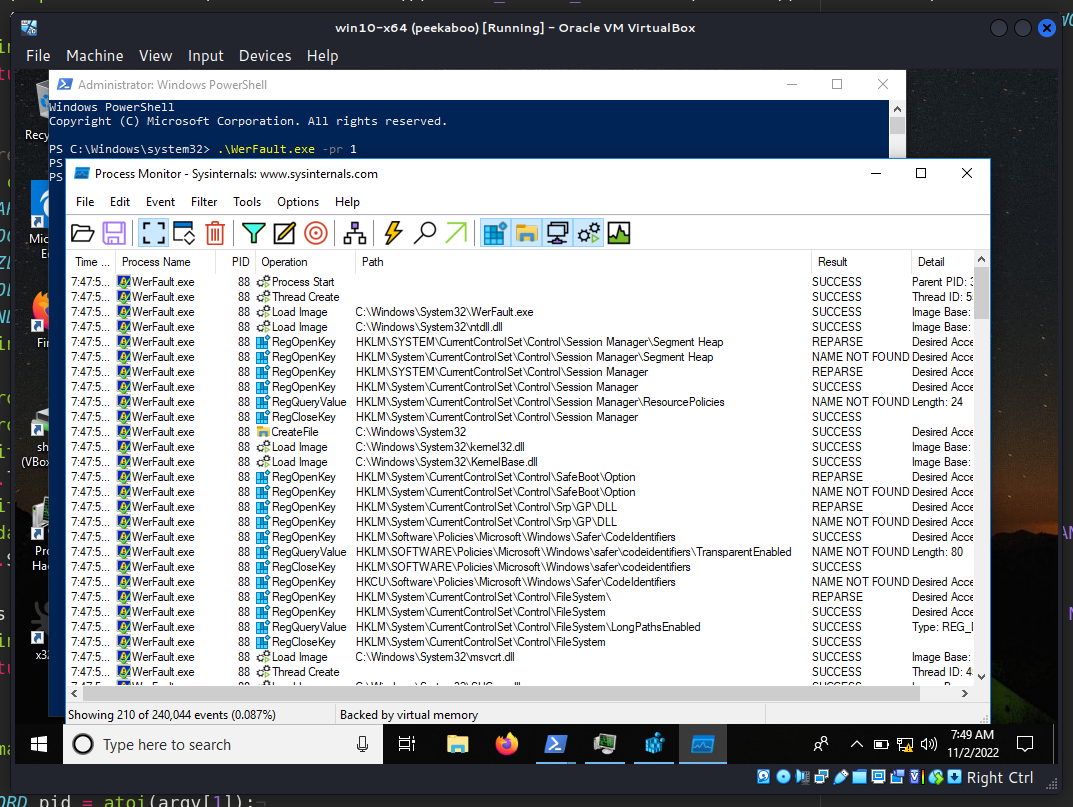 win10-x64 (peekaboo) [Running] - Oracle VM VirtualBox
File Machine View Input Devices Help
Administrator: Windows PowerShell
Windows PowerShell
Copyright (C) Microsoft Corporation. All rights reserved.
PS C:\Windows\system32> .\WerFault.exe -pr 1
PS
PS
Process Monitor - Sysinternals: www.sysinternals.com
File Edit Event Filter Tools Options Help
Time ... Process Name PID Operation Path Result Detail
7:47:5... WerFault.exe 88 Process Start SUCCESS Parent PID: 3
7:47:5... WerFault.exe 88 Thread Create SUCCESS Thread ID: 5
7:47:5... WerFault.exe 88 Load Image C:\Windows\System32\WerFault.exe SUCCESS Image Base:
7:47:5... WerFault.exe 88 Load Image C:\Windows\System32\ntdll.dll SUCCESS Image Base:
7:47:5... WerFault.exe 88 RegOpenKey HKLM\SYSTEM\CurrentControlSet\Control\Session Manager\Segment Heap REPARSE Desired Acce
7:47:5... WerFault.exe 88 RegOpenKey HKLM\System\CurrentControlSet\Control\Session Manager\Segment Heap NAME NOT FOUND Desired Acce
7:47:5... WerFault.exe 88 RegOpenKey HKLM\SYSTEM\CurrentControlSet\Control\Session Manager REPARSE Desired Acce
7:47:5... WerFault.exe 88 RegOpenKey HKLM\System\CurrentControlSet\Control\Session Manager SUCCESS Desired Acce
7:47:5... WerFault.exe 88 RegQueryValue HKLM\System\CurrentControlSet\Control\Session Manager\ResourcePolicies NAME NOT FOUND Length: 24
7:47:5... WerFault.exe 88 RegCloseKey HKLM\System\CurrentControlSet\Control\Session Manager SUCCESS
7:47:5... WerFault.exe 88 CreateFile C:\Windows\System32 SUCCESS Desired Acce
7:47:5... WerFault.exe 88 Load Image C:\Windows\System32\kernel32.dll SUCCESS Image Base:
7:47:5... WerFault.exe 88 Load Image C:\Windows\System32\KernelBase.dll SUCCESS Image Base:
7:47:5... WerFault.exe 88 RegOpenKey HKLM\System\CurrentControlSet\Control\SafeBoot\Option REPARSE Desired Acce
7:47:5... WerFault.exe 88 RegOpenKey HKLM\System\CurrentControlSet\Control\SafeBoot\Option NAME NOT FOUND Desired Acce
7:47:5... WerFault.exe 88 RegOpenKey HKLM\System\CurrentControlSet\Control\Srp\GP\DLL REPARSE Desired Acce
7:47:5... WerFault.exe 88 RegOpenKey HKLM\System\CurrentControlSet\Control\Srp\GP\DLL NAME NOT FOUND Desired Acce
7:47:5... WerFault.exe 88 RegOpenKey HKLM\Software\Policies\Microsoft\Windows\Safer\CodeIdentifiers SUCCESS Desired Acce
7:47:5... WerFault.exe 88 RegQueryValue HKLM\SOFTWARE\Policies\Microsoft\Windows\safer\codeidentifiers\TransparentEnabled NAME NOT FOUND Length: 80
7:47:5... WerFault.exe 88 RegCloseKey HKLM\SOFTWARE\Policies\Microsoft\Windows\safer\codeidentifiers SUCCESS
7:47:5... WerFault.exe 88 RegOpenKey HKCU\Software\Policies\Microsoft\Windows\Safer\CodeIdentifiers NAME NOT FOUND Desired Acce
7:47:5... WerFault.exe 88 RegOpenKey HKLM\System\CurrentControlSet\Control\FileSystem\ REPARSE Desired Acce
7:47:5... WerFault.exe 88 RegOpenKey HKLM\System\CurrentControlSet\Control\FileSystem SUCCESS Desired Acce
7:47:5... WerFault.exe 88 RegQueryValue HKLM\System\CurrentControlSet\Control\FileSystem\LongPathsEnabled SUCCESS Type: REG_
7:47:5... WerFault.exe 88 RegCloseKey HKLM\System\CurrentControlSet\Control\FileSystem SUCCESS
7:47:5... WerFault.exe 88 Load Image C:\Windows\System32\msvcrt.dll SUCCESS Image Base:
7:47:5... WerFault.exe 88 Thread Create SUCCESS Thread ID: 4
Showing 210 of 240,044 events (0.087%) Backed by virtual memory
Recy
Mic
E
Fir
sh
(VBox
Pro
Hac
x32
Type here to search
7:49 AM
11/2/2022
Right Ctrl
pid = atoi(argv[1]);